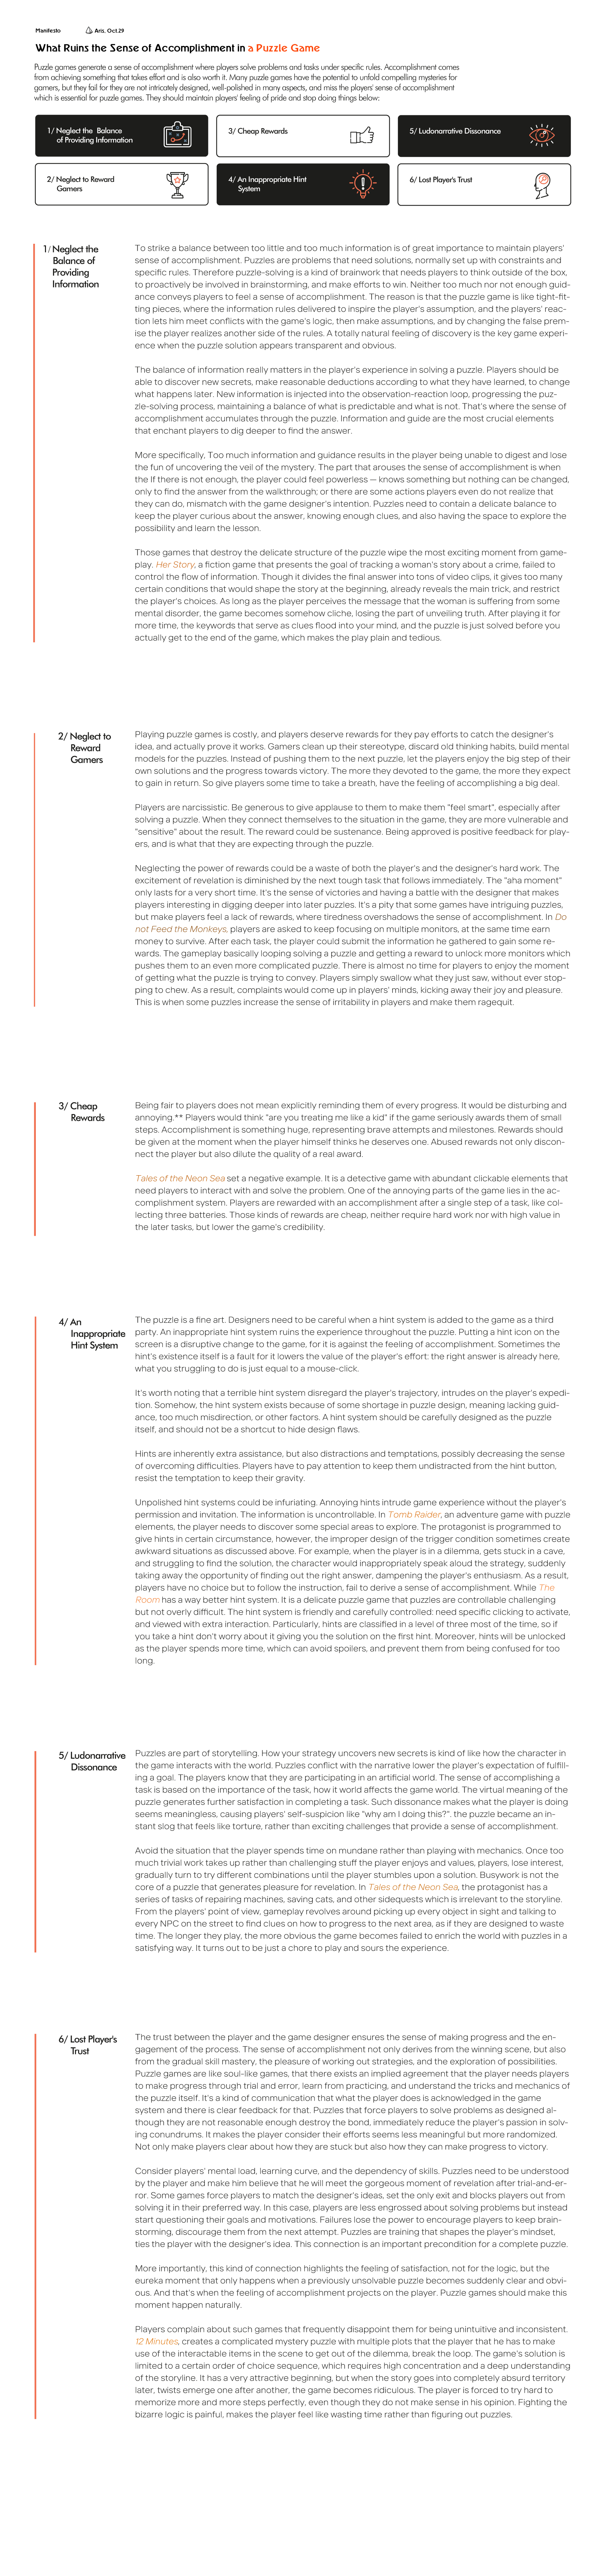 Manifesto
Aris. Oct.29
What Ruins the Sense of Accomplishment in a Puzzle Game
Puzzle games generate a sense of accomplishment where players solve problems and tasks under specific rules. Accomplishment comes
from achieving something that takes effort and is also worth it. Many puzzle games have the potential to unfold compelling mysteries for
gamers, but they fail for they are not intricately designed, well-polished in many aspects, and miss the players' sense of accomplishment
which is essential for puzzle games. They should maintain players' feeling of pride and stop doing things below:
1/ Neglect the Balance
of Providing Information
3/ Cheap Rewards
5/ Ludonarrative Dissonance
2/ Neglect to Reward
Gamers
4/ An Inappropriate Hint
System
6/ Lost Player's Trust
1/ Neglect the
Balance of
Providing
Information
To strike a balance between too little and too much information is of great importance to maintain players'
sense of accomplishment. Puzzles are problems that need solutions, normally set up with constraints and
specific rules. Therefore puzzle-solving is a kind of brainwork that needs players to think outside of the box,
to proactively be involved in brainstorming, and make efforts to win. Neither too much nor not enough guid-
ance conveys players to feel a sense of accomplishment. The reason is that the puzzle game is like tight-fit-
ting pieces, where the information rules delivered to inspire the player's assumption, and the players' reac-
tion lets him meet conflicts with the game's logic, then make assumptions, and by changing the false prem-
ise the player realizes another side of the rules. A totally natural feeling of discovery is the key game experi-
ence when the puzzle solution appears transparent and obvious.
The balance of information really matters in the player's experience in solving a puzzle. Players should be
able to discover new secrets, make reasonable deductions according to what they have learned, to change
what happens later. New information is injected into the observation-reaction loop, progressing the puz-
zle-solving process, maintaining a balance of what is predictable and what is not. That's where the sense of
accomplishment accumulates through the puzzle. Information and guide are the most crucial elements
that enchant players to dig deeper to find the answer.
More specifically, Too much information and guidance results in the player being unable to digest and lose
the fun of uncovering the veil of the mystery. The part that arouses the sense of accomplishment is when
the If there is not enough, the player could feel powerless — knows something but nothing can be changed,
only to find the answer from the walkthrough; or there are some actions players even do not realize that
they can do, mismatch with the game designer's intention. Puzzles need to contain a delicate balance to
keep the player curious about the answer, knowing enough clues, and also having the space to explore the
possibility and learn the lesson.
Those games that destroy the delicate structure of the puzzle wipe the most exciting moment from game-
play. Her Story, a fiction game that presents the goal of tracking a woman's story about a crime, failed to
control the flow of information. Though it divides the final answer into tons of video clips, it gives too many
certain conditions that would shape the story at the beginning, already reveals the main trick, and restrict
the player's choices. As long as the player perceives the message that the woman is suffering from some
mental disorder, the game becomes somehow cliche, losing the part of unveiling truth. After playing it for
more time, the keywords that serve as clues flood into your mind, and the puzzle is just solved before you
actually get to the end of the game, which makes the play plain and tedious.
2/ Neglect to
Reward
Gamers
Playing puzzle games is costly, and players deserve rewards for they pay efforts to catch the designer's
idea, and actually prove it works. Gamers clean up their stereotype, discard old thinking habits, build mental
models for the puzzles. Instead of pushing them to the next puzzle, let the players enjoy the big step of their
own solutions and the progress towards victory. The more they devoted to the game, the more they expect
to gain in return. So give players some time to take a breath, have the feeling of accomplishing a big deal.
Players are narcissistic. Be generous to give applause to them to make them "feel smart", especially after
solving a puzzle. When they connect themselves to the situation in the game, they are more vulnerable and
"sensitive" about the result. The reward could be sustenance. Being approved is positive feedback for play-
ers, and is what that they are expecting through the puzzle.
Neglecting the power of rewards could be a waste of both the player's and the designer's hard work. The
excitement of revelation is diminished by the next tough task that follows immediately. The "aha moment"
only lasts for a very short time. It's the sense of victories and having a battle with the designer that makes
players interesting in digging deeper into later puzzles. It's a pity that some games have intriguing puzzles,
but make players feel a lack of rewards, where tiredness overshadows the sense of accomplishment. In Do
not Feed the Monkeys, players are asked to keep focusing on multiple monitors, at the same time earn
money to survive. After each task, the player could submit the information he gathered to gain some re-
wards. The gameplay basically looping solving a puzzle and getting a reward to unlock more monitors which
pushes them to an even more complicated puzzle. There is almost no time for players to enjoy the moment
of getting what the puzzle is trying to convey. Players simply swallow what they just saw, without ever stop-
ping to chew. As a result, complaints would come up in players' minds, kicking away their joy and pleasure.
This is when some puzzles increase the sense of irritability in players and make them ragequit.
3/ Cheap
Rewards
Being fair to players does not mean explicitly reminding them of every progress. It would be disturbing and
annoying.** Players would think "are you treating me like a kid" if the game seriously awards them of small
steps. Accomplishment is something huge, representing brave attempts and milestones. Rewards should
be given at the moment when the player himself thinks he deserves one. Abused rewards not only discon-
nect the player but also dilute the quality of a real award.
Tales of the Neon Sea set a negative example. It is a detective game with abundant clickable elements that
need players to interact with and solve the problem. One of the annoying parts of the game lies in the ac-
complishment system. Players are rewarded with an accomplishment after a single step of a task, like col-
lecting three batteries. Those kinds of rewards are cheap, neither require hard work nor with high value in
the later tasks, but lower the game's credibility.
4/ An
Inappropriate
Hint System
The puzzle is a fine art. Designers need to be careful when a hint system is added to the game as a third
party. An inappropriate hint system ruins the experience throughout the puzzle. Putting a hint icon on the
screen is a disruptive change to the game, for it is against the feeling of accomplishment. Sometimes the
hint's existence itself is a fault for it lowers the value of the player's effort: the right answer is already here,
what you struggling to do is just equal to a mouse-click.
It's worth noting that a terrible hint system disregard the player's trajectory, intrudes on the player's expedi-
tion. Somehow, the hint system exists because of some shortage in puzzle design, meaning lacking guid-
ance, too much misdirection, or other factors. A hint system should be carefully designed as the puzzle
itself, and should not be a shortcut to hide design flaws.
Hints are inherently extra assistance, but also distractions and temptations, possibly decreasing the sense
of overcoming difficulties. Players have to pay attention to keep them undistracted from the hint button,
resist the temptation to keep their gravity.
Unpolished hint systems could be infuriating. Annoying hints intrude game experience without the player's
permission and invitation. The information is uncontrollable. In Tomb Raider, an adventure game with puzzle
elements, the player needs to discover some special areas to explore. The protagonist is programmed to
give hints in certain circumstance, however, the improper design of the trigger condition sometimes create
awkward situations as discussed above. For example, when the player is in a dilemma, gets stuck in a cave,
and struggling to find the solution, the character would inappropriately speak aloud the strategy, suddenly
taking away the opportunity of finding out the right answer, dampening the player's enthusiasm. As a result,
players have no choice but to follow the instruction, fail to derive a sense of accomplishment. While The
Room has a way better hint system. It is a delicate puzzle game that puzzles are controllable challenging
but not overly difficult. The hint system is friendly and carefully controlled: need specific clicking to activate,
and viewed with extra interaction. Particularly, hints are classified in a level of three most of the time, so if
you take a hint don't worry about it giving you the solution on the first hint. Moreover, hints will be unlocked
as the player spends more time, which can avoid spoilers, and prevent them from being confused for too
long.
5/ Ludonarrative
Dissonance
Puzzles are part of storytelling. How your strategy uncovers new secrets is kind of like how the character in
the game interacts with the world. Puzzles conflict with the narrative lower the player's expectation of fulfill-
ing a goal. The players know that they are participating in an artificial world. The sense of accomplishing a
task is based on the importance of the task, how it world affects the game world. The virtual meaning of the
puzzle generates further satisfaction in completing a task. Such dissonance makes what the player is doing
seems meaningless, causing players' self-suspicion like "why am I doing this?". the puzzle became an in-
stant slog that feels like torture, rather than exciting challenges that provide a sense of accomplishment.
Avoid the situation that the player spends time on mundane rather than playing with mechanics. Once too
much trivial work takes up rather than challenging stuff the player enjoys and values, players, lose interest,
gradually turn to try different combinations until the player stumbles upon a solution. Busywork is not the
core of a puzzle that generates pleasure for revelation. In Tales of the Neon Sea, the protagonist has a
series of tasks of repairing machines, saving cats, and other sidequests which is irrelevant to the storyline.
From the players' point of view, gameplay revolves around picking up every object in sight and talking to
every NPC on the street to find clues on how to progress to the next area, as if they are designed to waste
time. The longer they play, the more obvious the game becomes failed to enrich the world with puzzles in a
satisfying way. It turns out to be just a chore to play and sours the experience.
6/ Lost Player's
Trust
The trust between the player and the game designer ensures the sense of making progress and the en-
gagement of the process. The sense of accomplishment not only derives from the winning scene, but also
from the gradual skill mastery, the pleasure of working out strategies, and the exploration of possibilities.
Puzzle games are like soul-like games, that there exists an implied agreement that the player needs players
to make progress through trial and error, learn from practicing, and understand the tricks and mechanics of
the puzzle itself. It's a kind of communication that what the player does is acknowledged in the game
system and there is clear feedback for that. Puzzles that force players to solve problems as designed al-
though they are not reasonable enough destroy the bond, immediately reduce the player's passion in solv-
ing conundrums. It makes the player consider their efforts seems less meaningful but more randomized.
Not only make players clear about how they are stuck but also how they can make progress to victory.
Consider players' mental load, learning curve, and the dependency of skills. Puzzles need to be understood
by the player and make him believe that he will meet the gorgeous moment of revelation after trial-and-er-
ror. Some games force players to match the designer's ideas, set the only exit and blocks players out from
solving it in their preferred way. In this case, players are less engrossed about solving problems but instead
start questioning their goals and motivations. Failures lose the power to encourage players to keep brain-
storming, discourage them from the next attempt. Puzzles are training that shapes the player's mindset,
ties the player with the designer's idea. This connection is an important precondition for a complete puzzle.
More importantly, this kind of connection highlights the feeling of satisfaction, not for the logic, but the
eureka moment that only happens when a previously unsolvable puzzle becomes suddenly clear and obvi-
ous. And that's when the feeling of accomplishment projects on the player. Puzzle games should make this
moment happen naturally.
Players complain about such games that frequently disappoint them for being unintuitive and inconsistent.
12 Minutes, creates a complicated mystery puzzle with multiple plots that the player that he has to make
use of the interactable items in the scene to get out of the dilemma, break the loop. The game's solution is
limited to a certain order of choice sequence, which requires high concentration and a deep understanding
of the storyline. It has a very attractive beginning, but when the story goes into completely absurd territory
later, twists emerge one after another, the game becomes ridiculous. The player is forced to try hard to
memorize more and more steps perfectly, even though they do not make sense in his opinion. Fighting the
bizarre logic is painful, makes the player feel like wasting time rather than figuring out puzzles.